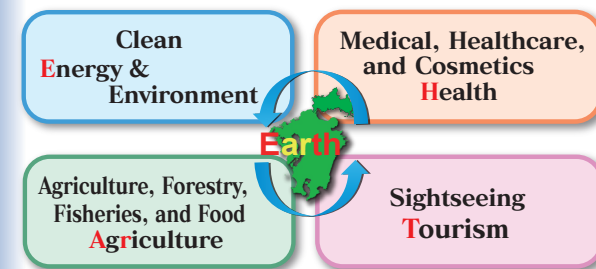 Clean
Energy &
Environment
Medical, Healthcare,
and Cosmetics
Health
Earth
Agriculture, Forestry,
Fisheries, and Food
Agriculture
Sightseeing
Tourism